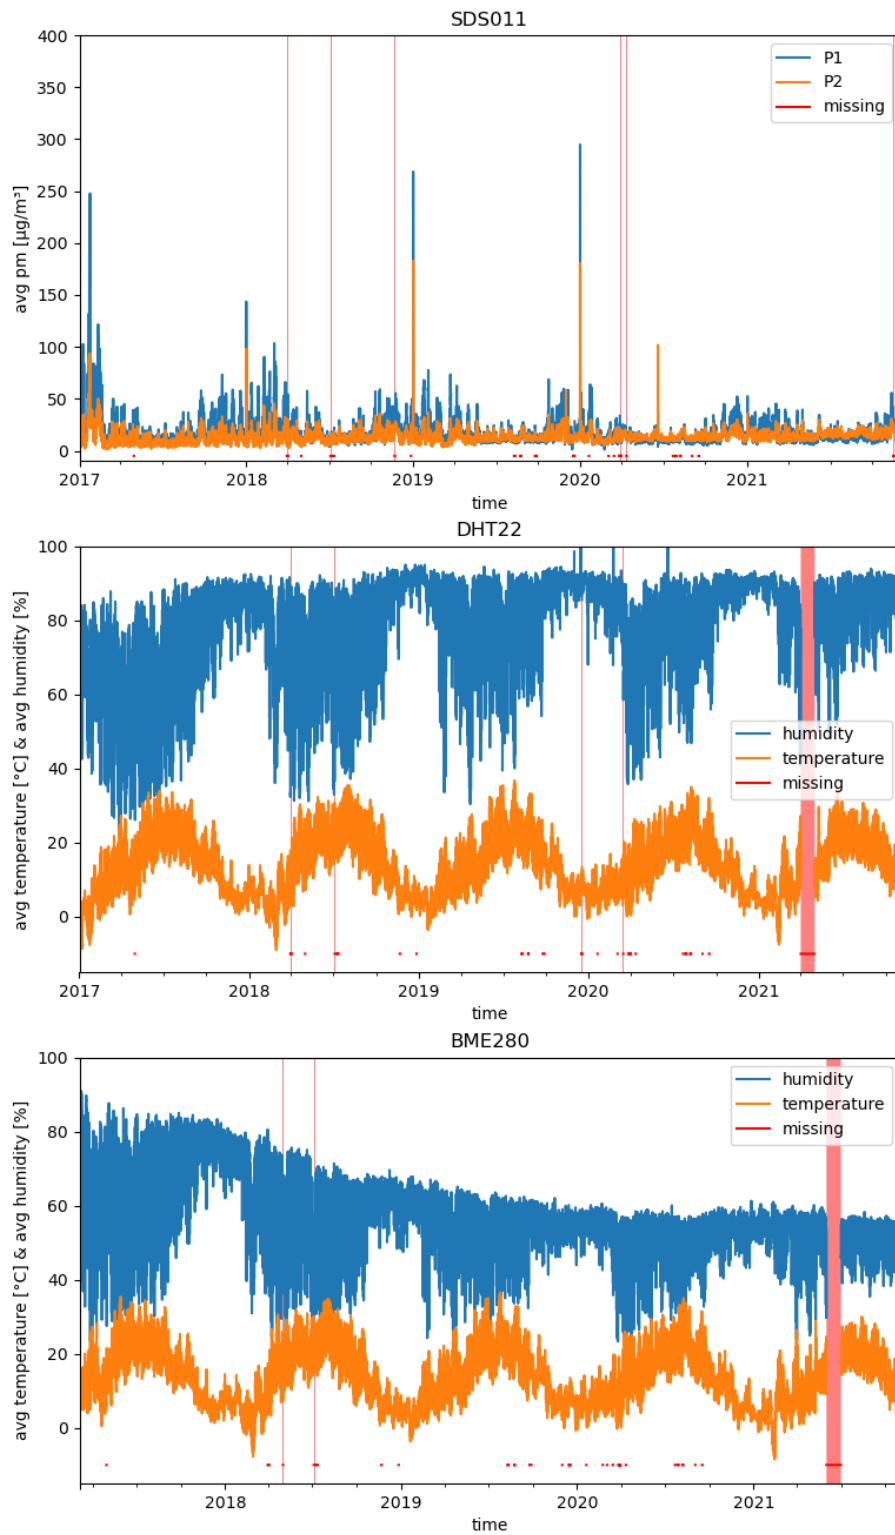 SDS011
400
350
300
250
200
150
100
50
0
avg pm [µg/m³]
P1
P2
missing
2017 2018 2019 2020 2021
time
DHT22
100
80
60
40
20
0
avg temperature [°C] & avg humidity [%]
humidity
temperature
missing
2017 2018 2019 2020 2021
time
BME280
100
80
60
40
20
0
avg temperature [°C] & avg humidity [%]
humidity
temperature
missing
2018 2019 2020 2021
time